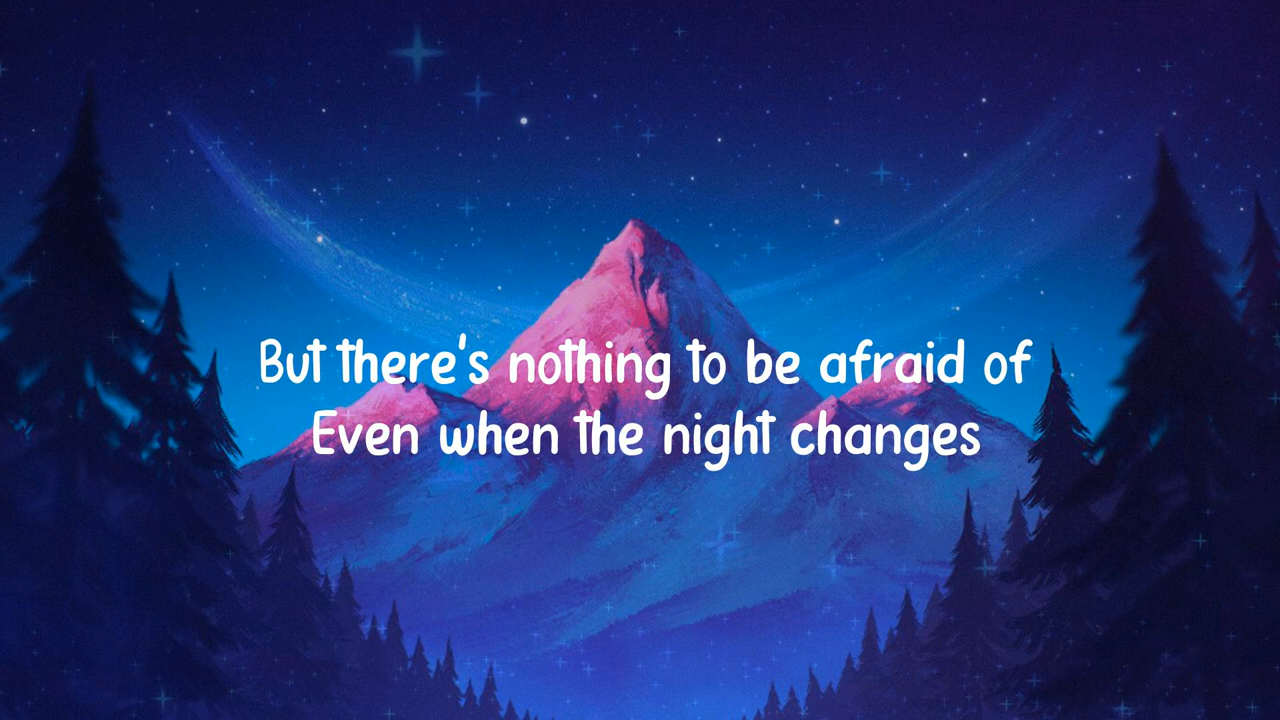 But there's nothing to be afraid of
Even when the night changes